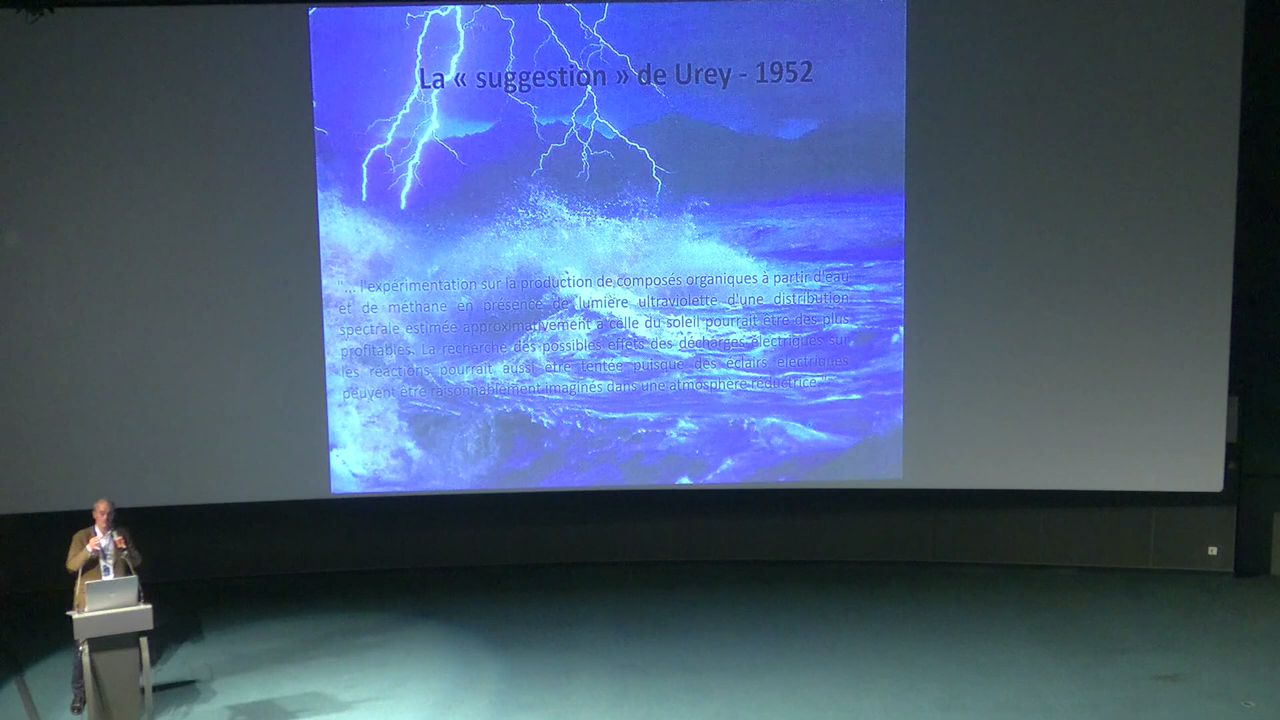 La « suggestion » de Urey - 1952
"... l'expérimentation sur la production de composés organiques à partir d'eau
et de méthane en présence de lumière ultraviolette d'une distribution
spectrale estimée approximativement à celle du soleil pourrait être des plus
profitables. La recherche des possibles effets des décharges électriques sur
les réactions pourrait aussi être tentée puisque des éclairs électriques
peuvent être raisonnablement imaginés dans une atmosphère réductrice."